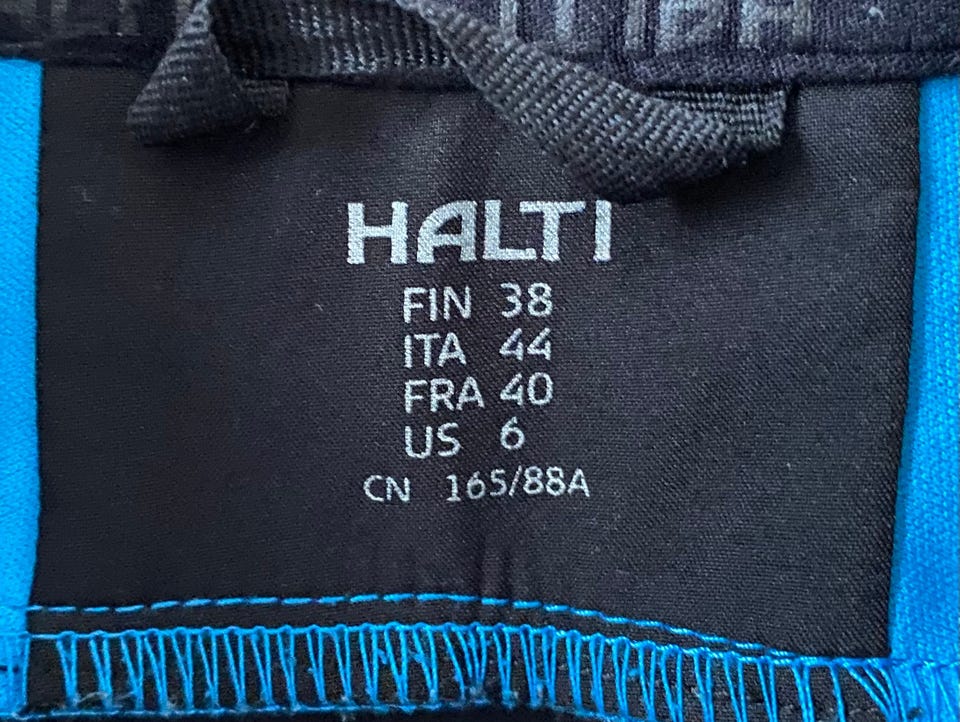 HALTI
FIN 38
ITA 44
FRA 40
US 6
CN 165/88A